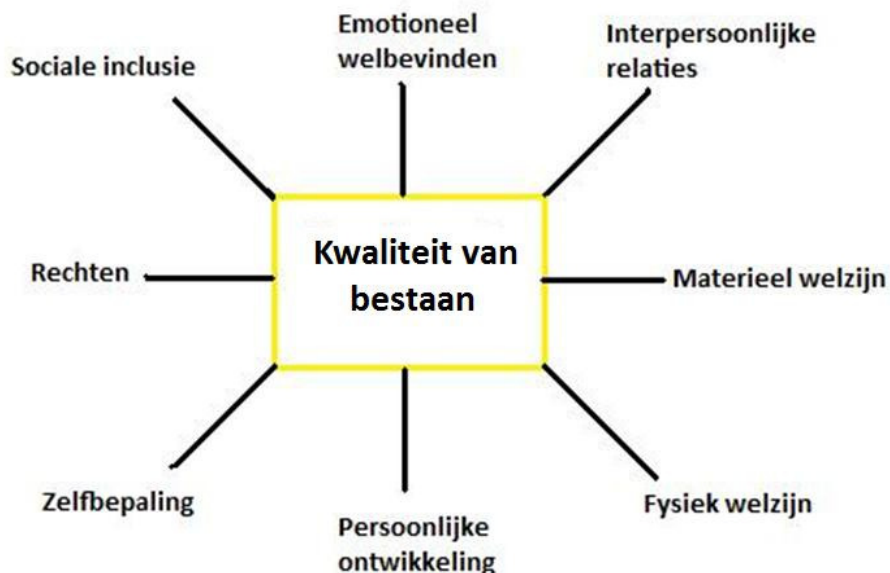 Emotioneel
welbevinden
Interpersoonlijke
relaties
Sociale inclusie
Kwaliteit van
bestaan
Rechten
Materieel welzijn
Zelfbepaling
Fysiek welzijn
Persoonlijke
ontwikkeling